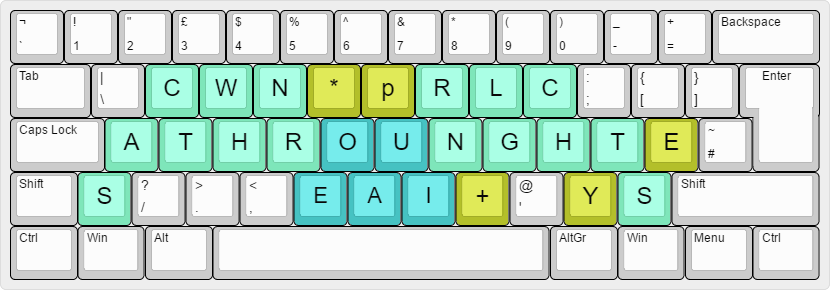 ¬ ` ! 1 " 2 £ 3 $ 4 % 5 ^ 6 & 7 * 8 ( 9 ) 0 _ - + = Backspace
Tab | \ C W N * p R L C : ; { [ } ] Enter
Caps Lock A T H R O U N G H T E ~ #
Shift S ? / > . < , E A I + @ ' Y S Shift
Ctrl Win Alt AltGr Win Menu Ctrl